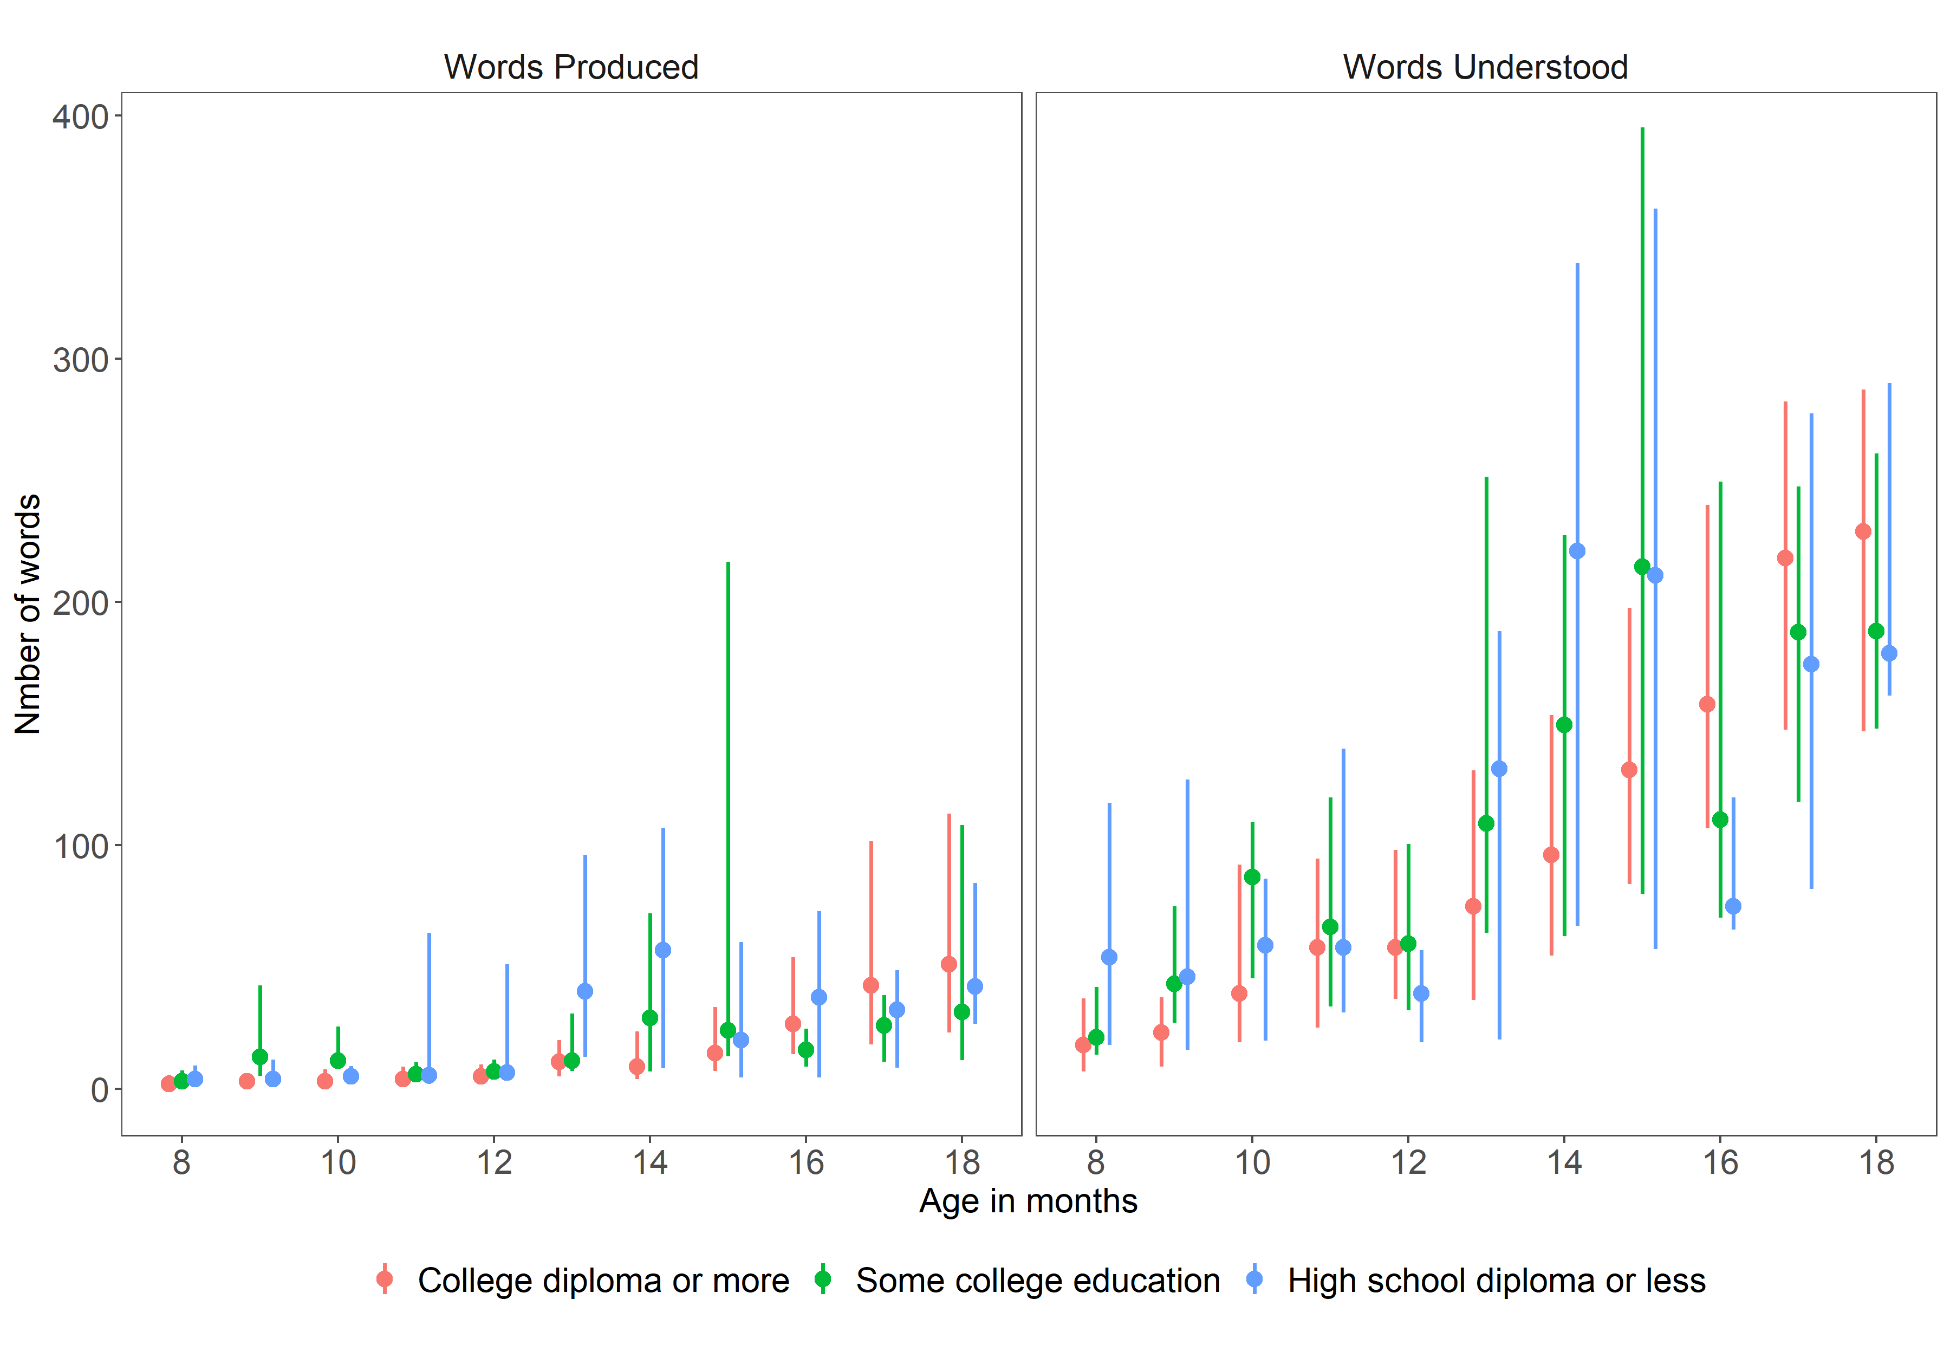 Words Produced
Words Understood
400
300
200
100
0
Nmber of words
8 10 12 14 16 18
8 10 12 14 16 18
Age in months
College diploma or more
Some college education
High school diploma or less